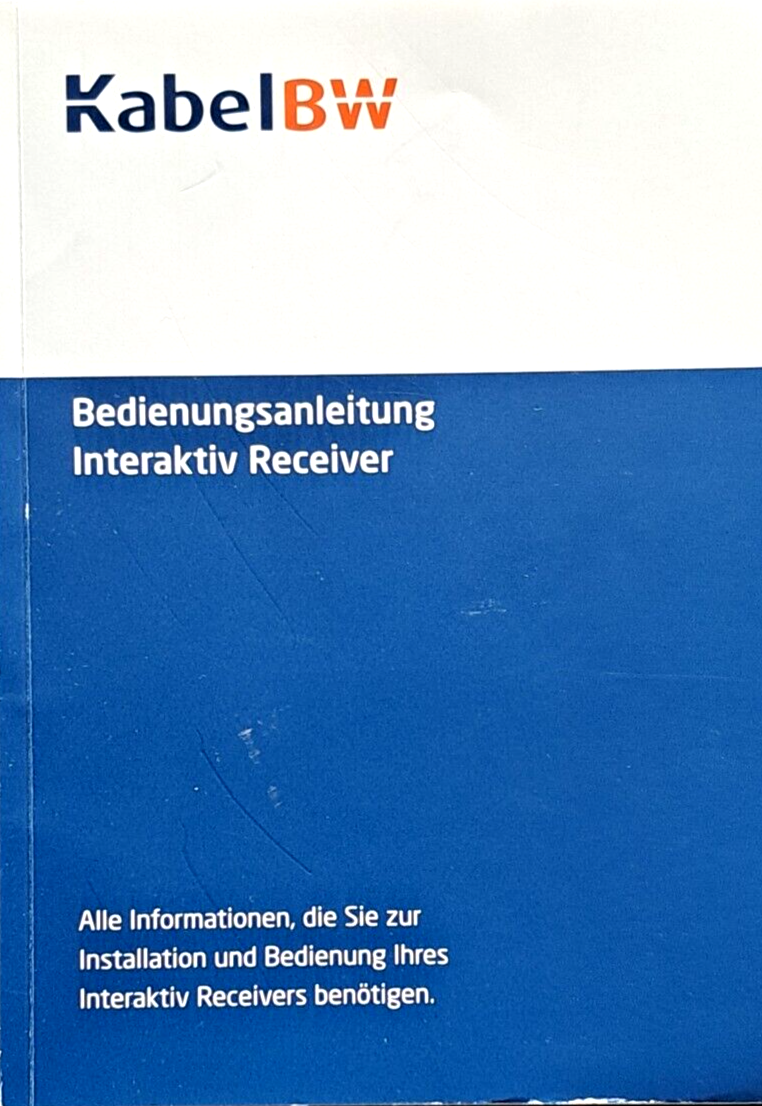 KabelBW
Bedienungsanleitung
Interaktiv Receiver
Alle Informationen, die Sie zur
Installation und Bedienung Ihres
Interaktiv Receivers benötigen.